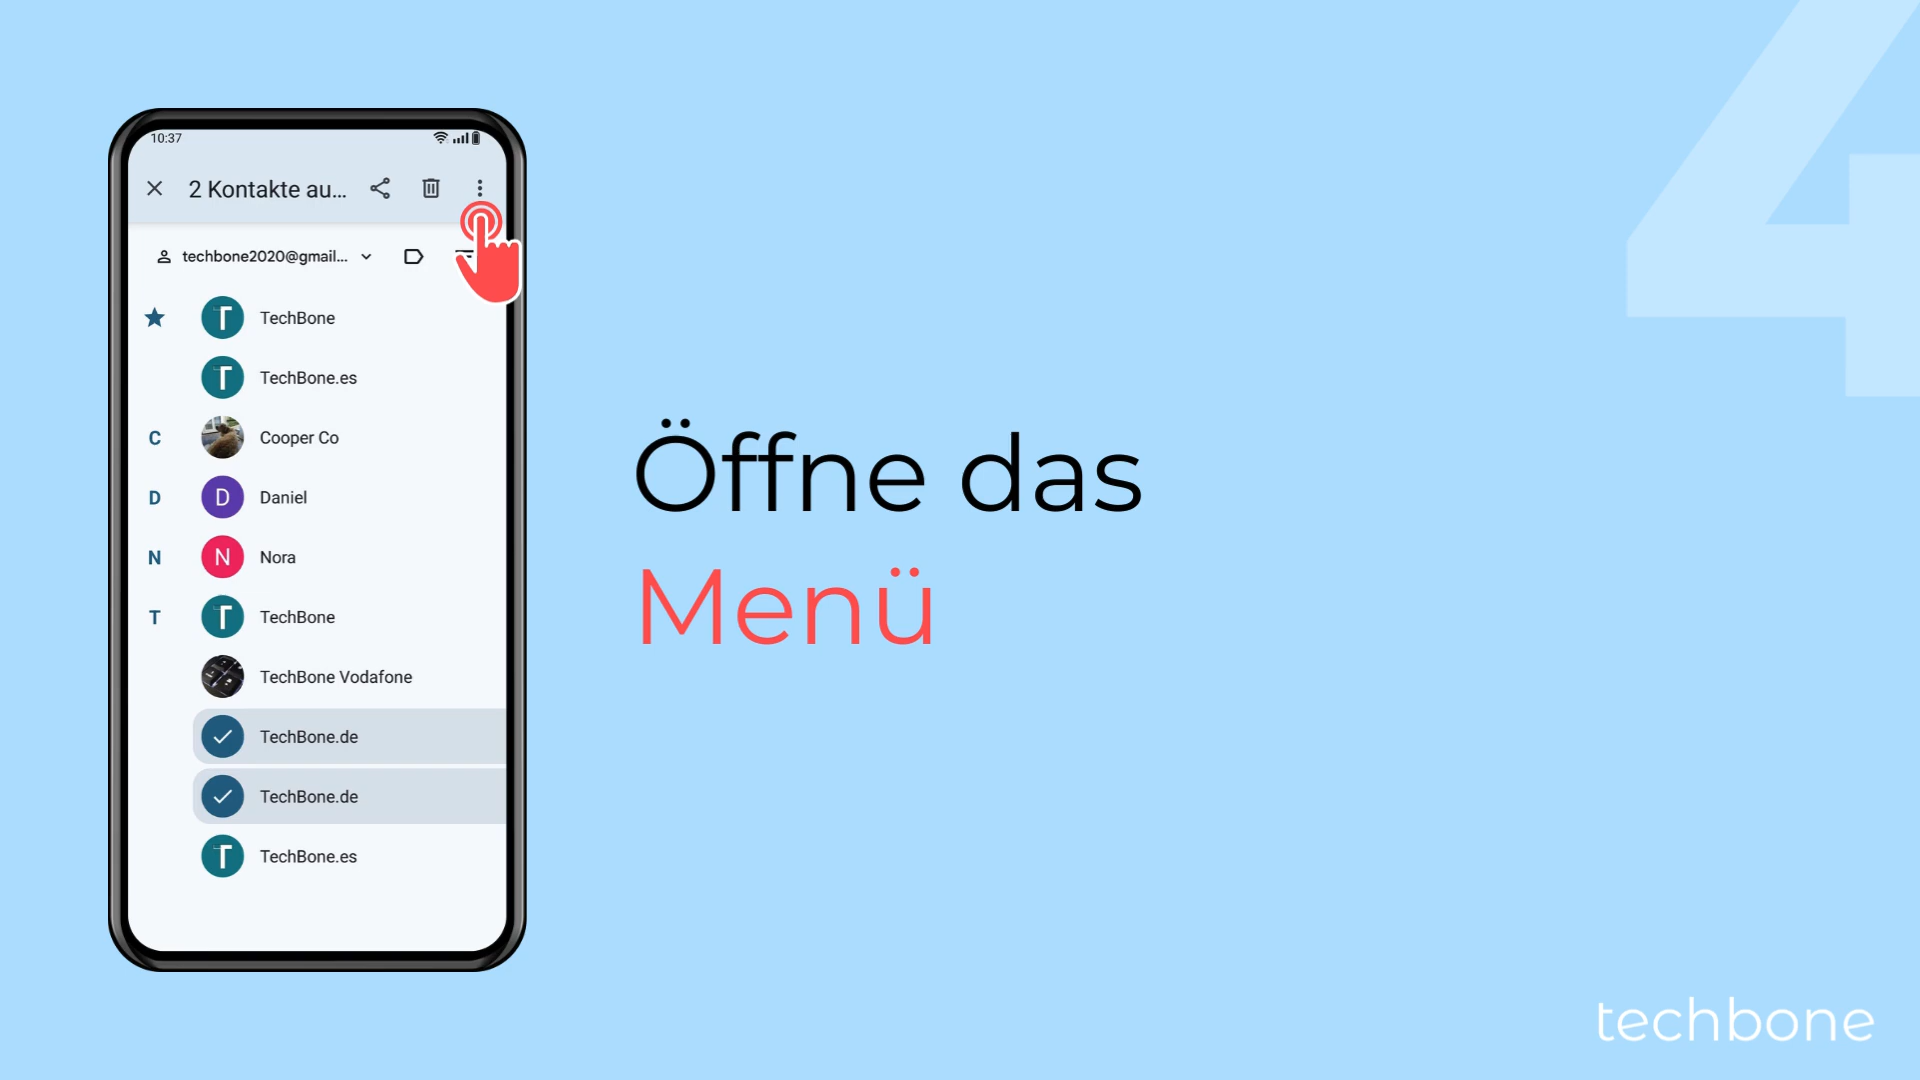 4
10:37
2 Kontakte au...
techbone2020@gmail...
T TechBone
T TechBone.es
C Cooper Co
D D Daniel
N N Nora
T T TechBone
TechBone Vodafone
TechBone.de
TechBone.de
T TechBone.es
Öffne das
Menü
techbone